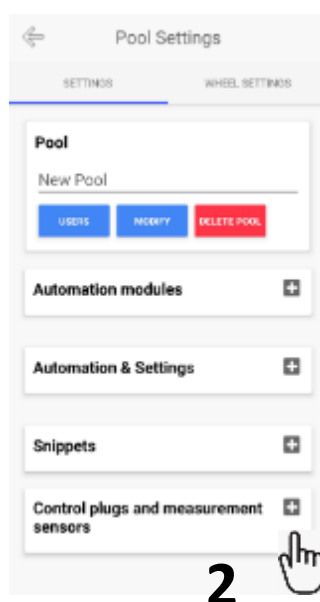 Pool Settings
SETTINGS WHEEL SETTINGS
Pool
New Pool
USERS MODIFY DELETE POOL
Automation modules
Automation & Settings
Snippets
Control plugs and measurement
sensors
2